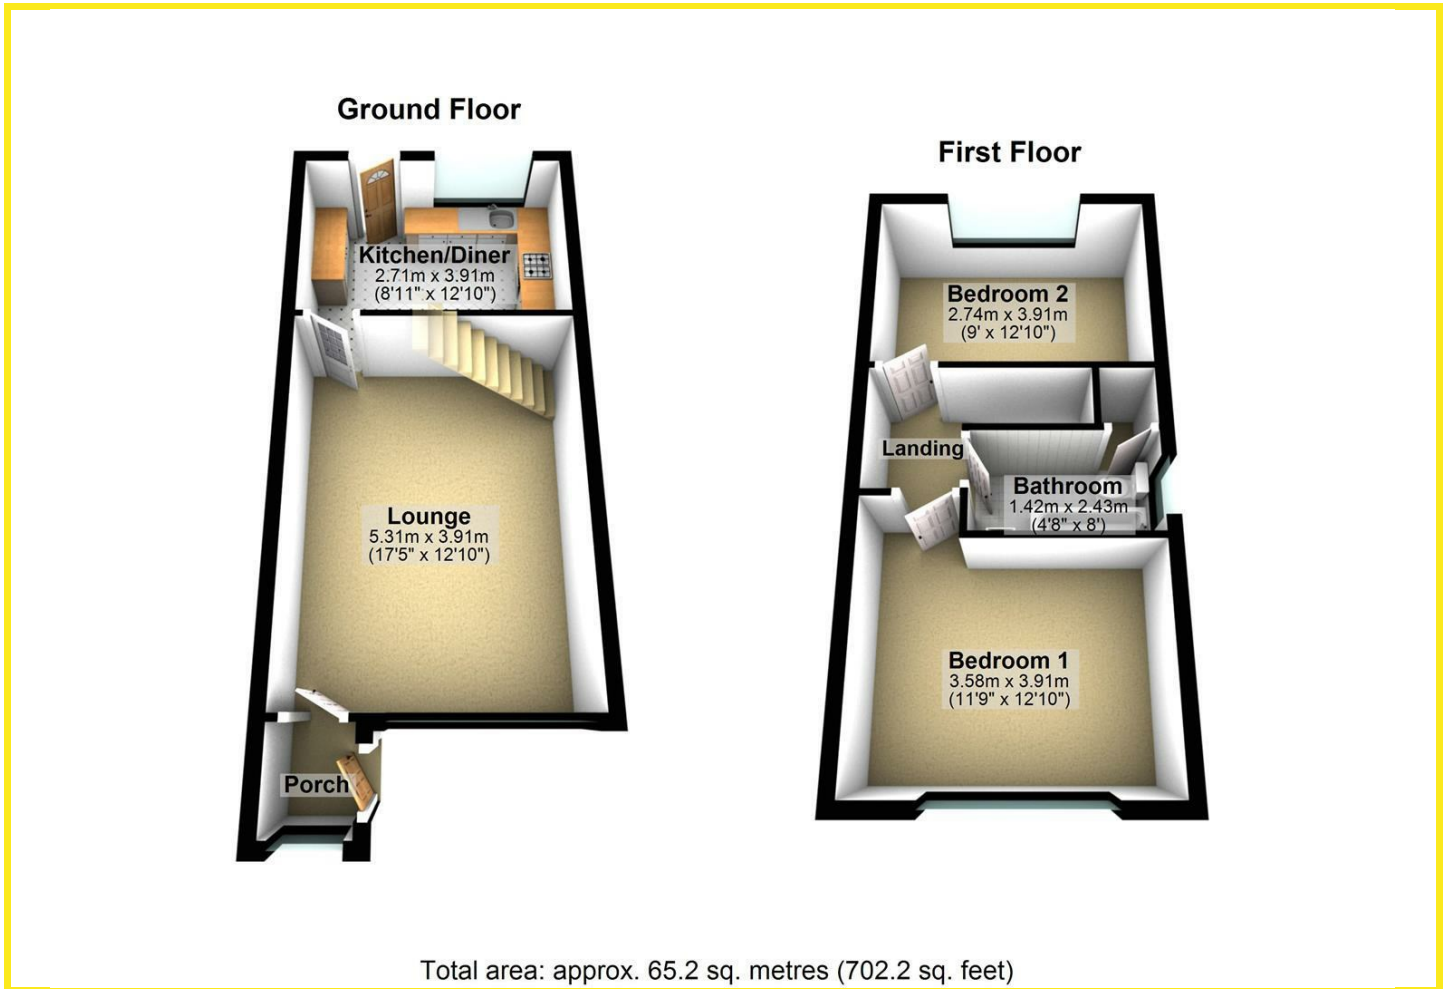 Ground Floor
Kitchen/Diner
2.71m x 3.91m
(8'11" x 12'10")
Lounge
5.31m x 3.91m
(17'5" x 12'10")
Porch
First Floor
Bedroom 2
2.74m x 3.91m
(9' x 12'10")
Landing
Bathroom
1.42m x 2.43m
(4'8" x 8')
Bedroom 1
3.58m x 3.91m
(11'9" x 12'10")
Total area: approx. 65.2 sq. metres (702.2 sq. feet)